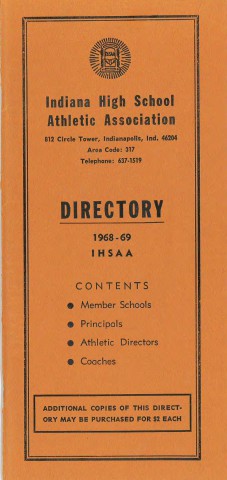 Indiana High School
Athletic Association
812 Circle Tower, Indianapolis, Ind. 46204
Area Code: 317
Telephone: 637-1519
DIRECTORY
1968-69
IHSAA
CONTENTS
● Member Schools
● Principals
● Athletic Directors
● Coaches
ADDITIONAL COPIES OF THIS DIRECT-
ORY MAY BE PURCHASED FOR $2 EACH